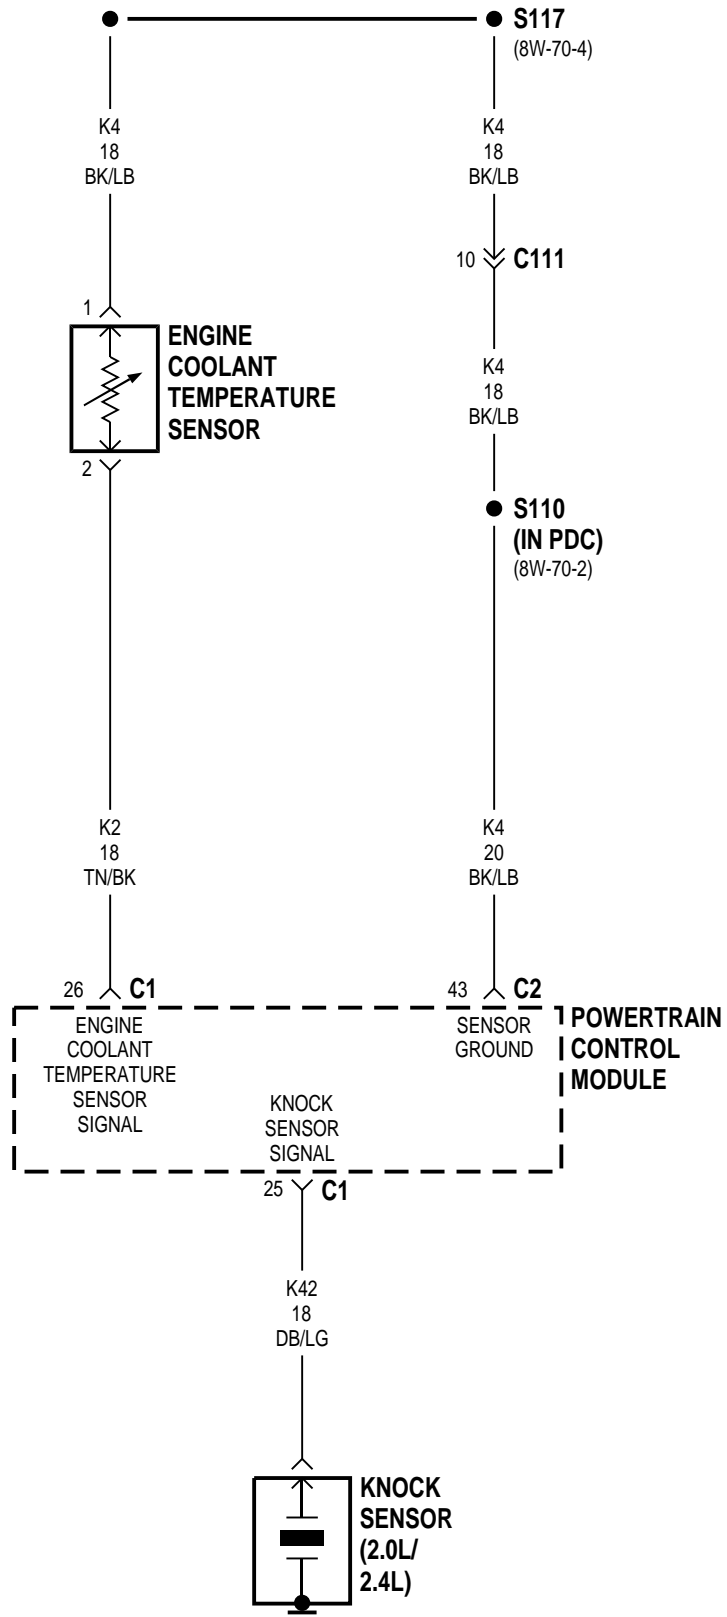 S117
(8W-70-4)
K4
18
BK/LB
K4
18
BK/LB
10
C111
1
ENGINE
COOLANT
TEMPERATURE
SENSOR
2
K4
18
BK/LB
S110
(IN PDC)
(8W-70-2)
K2
18
TN/BK
K4
20
BK/LB
26
C1
43
C2
ENGINE
COOLANT
TEMPERATURE
SENSOR
SIGNAL
SENSOR
GROUND
POWERTRAIN
CONTROL
MODULE
KNOCK
SENSOR
SIGNAL
25
C1
K42
18
DB/LG
KNOCK
SENSOR
(2.0L/
2.4L)